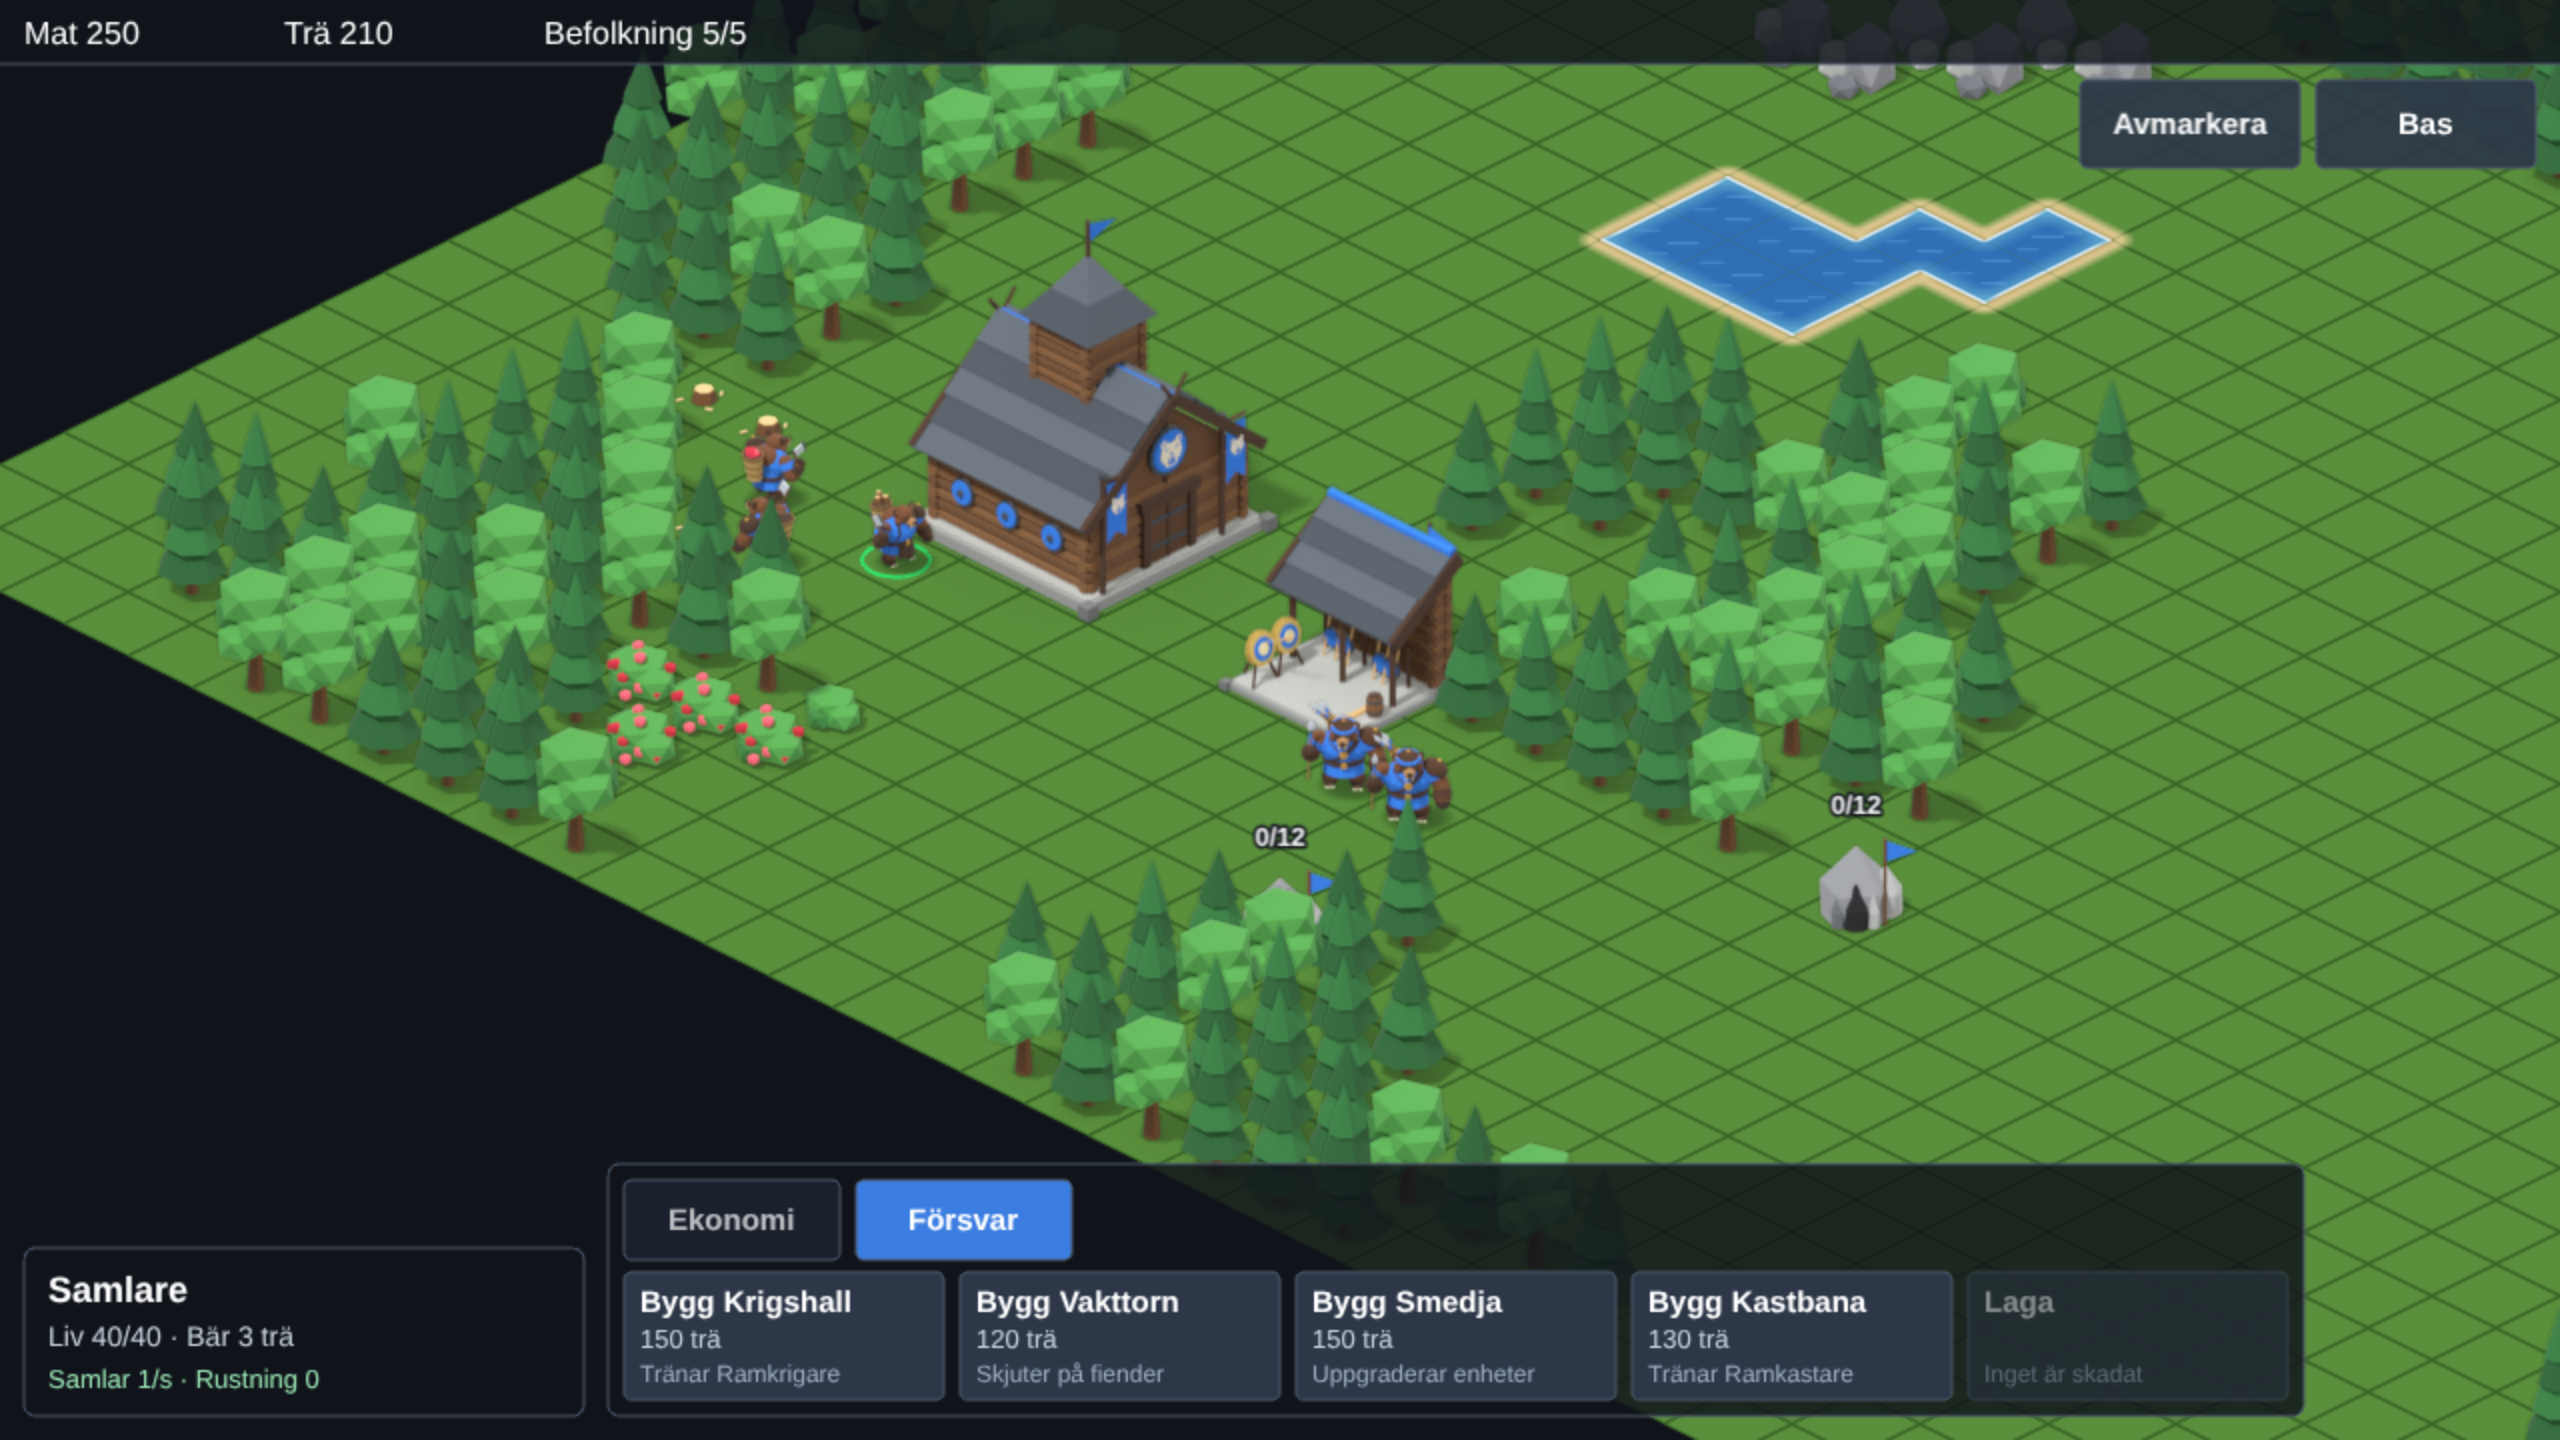 Mat 250
Trä 210
Befolkning 5/5
Avmarkera
Bas
0/12
0/12
Ekonomi
Försvar
Samlare
Liv 40/40 · Bär 3 trä
Samlar 1/s · Rustning 0
Bygg Krigshall
150 trä
Tränar Ramkrigare
Bygg Vakttorn
120 trä
Skjuter på fiender
Bygg Smedja
150 trä
Uppgraderar enheter
Bygg Kastbana
130 trä
Tränar Ramkastare
Laga
Inget är skadat